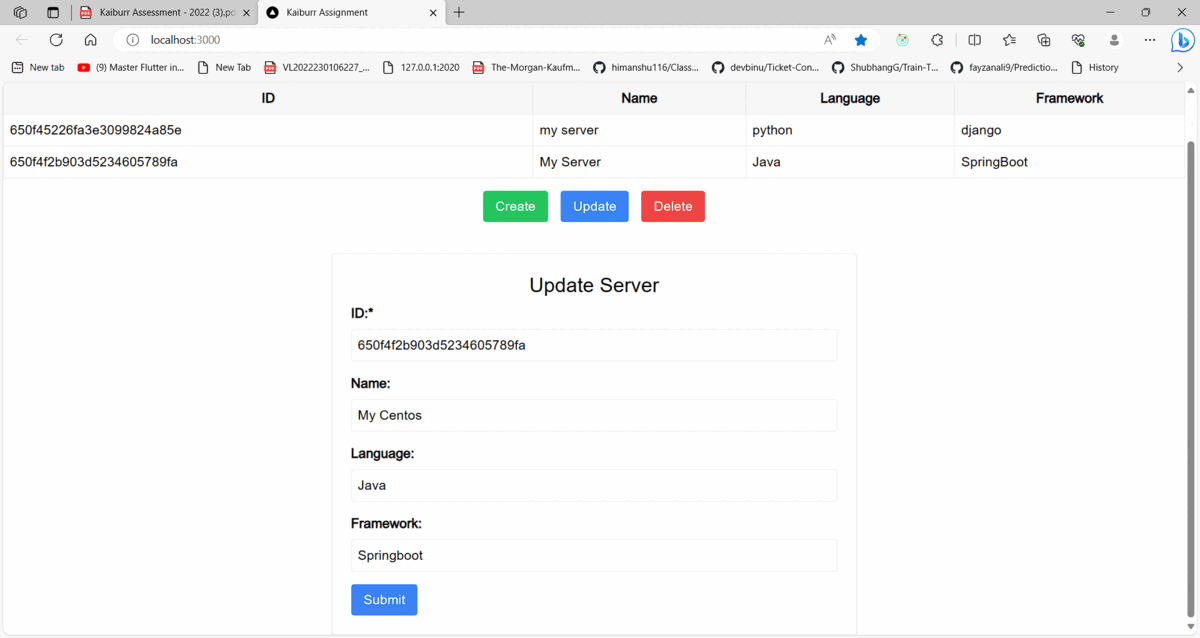 Kaiburr Assessment - 2022 (3).pd
Kaiburr Assignment
localhost:3000
New tab
(9) Master Flutter in...
New Tab
VL2022230106227_...
127.0.0.1:2020
The-Morgan-Kaufm...
himanshu116/Class...
devbinu/Ticket-Con...
ShubhangG/Train-T...
fayzanali9/Predictio...
History
ID Name Language Framework
650f45226fa3e3099824a85e my server python django
650f4f2b903d5234605789fa My Server Java SpringBoot
Create Update Delete
Update Server
ID:*
650f4f2b903d5234605789fa
Name:
My Centos
Language:
Java
Framework:
Springboot
Submit